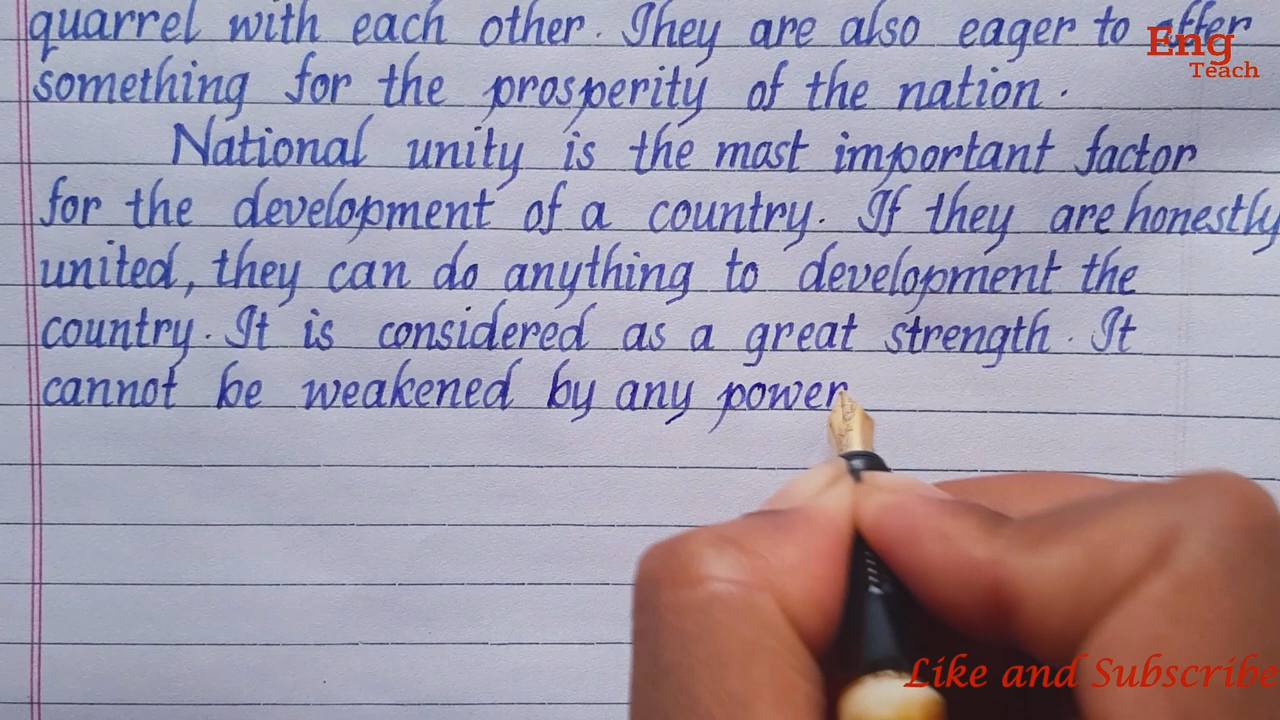 quarrel with each other. They are also eager to offer
Eng
Teach
something for the prosperity of the nation.
National unity is the most important factor
for the development of a country. If they are honestly
united, they can do anything to development the
country. It is considered as a great strength. It
cannot be weakened by any power
Like and Subscribe